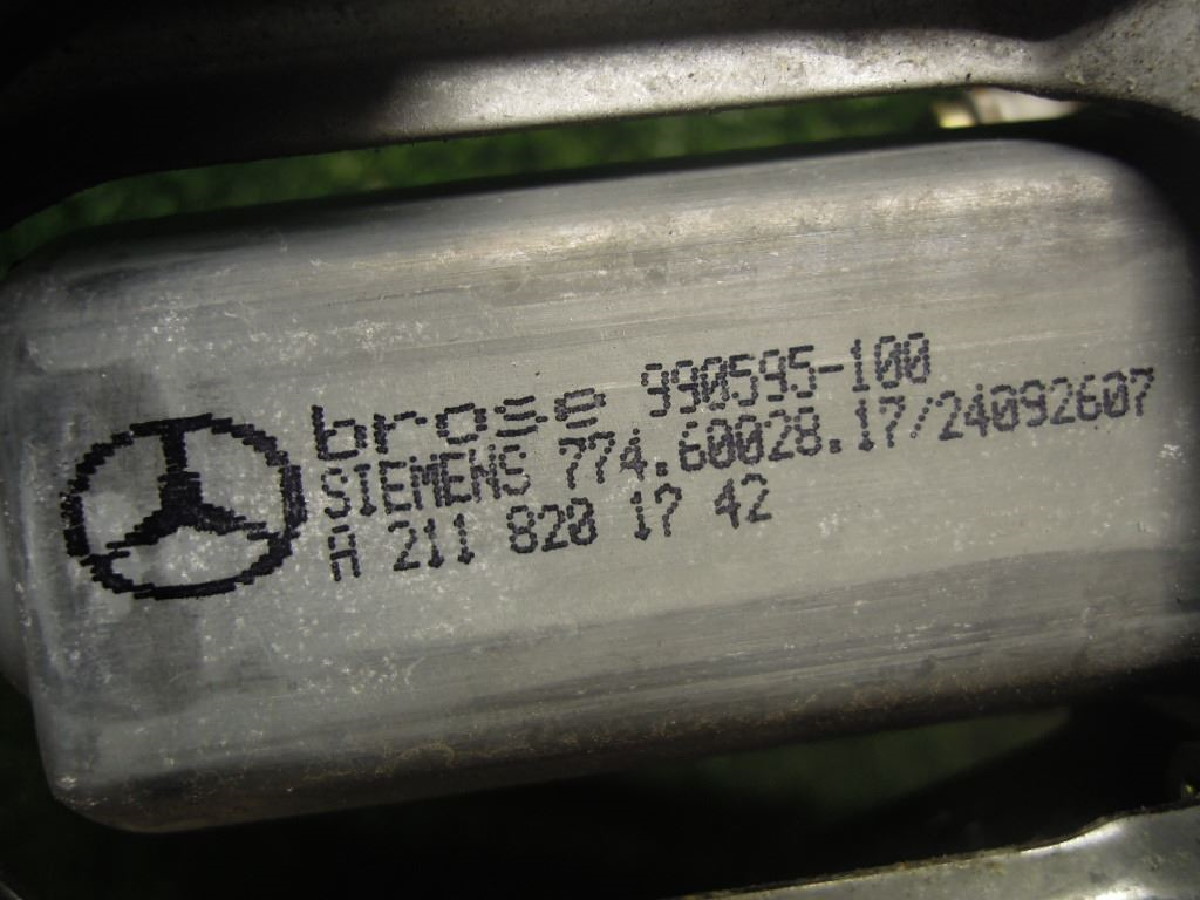 brose 990595-100
SIEMENS 774.60028.17/24092607
A 211 820 17 42